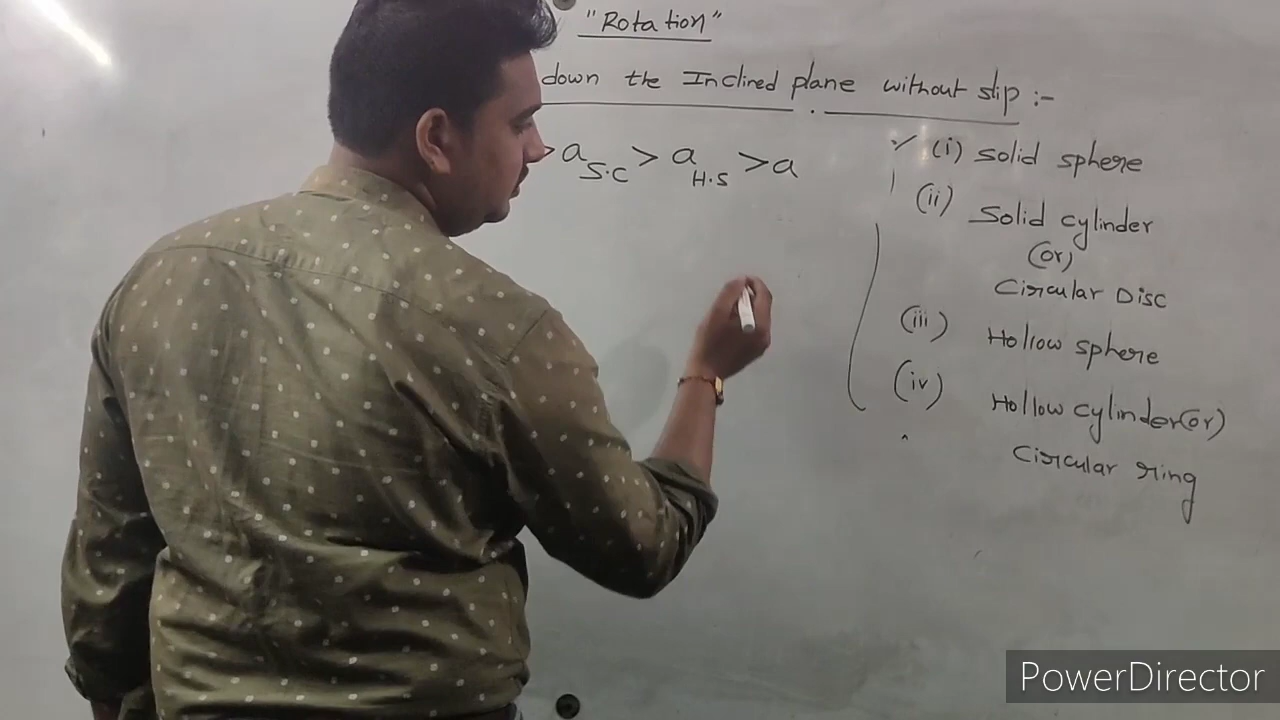 "Rotation"
down the Inclined plane without slip :-
> a S.C > a H.S > a
(i) Solid sphere
(ii) Solid cylinder
(or)
Circular Disc
(iii) Hollow sphere
(iv) Hollow cylinder(or)
Circular ring
PowerDirector